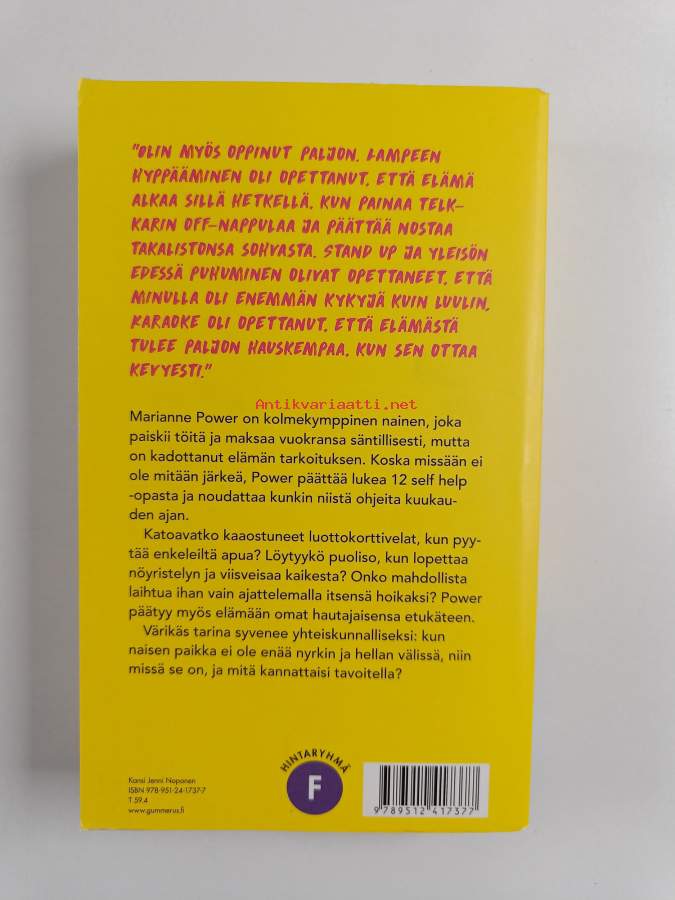 "OLIN MYÖS OPPINUT PALJON. LAMPEEN
HYPPÄÄMINEN OLI OPETTANUT, ETTÄ ELÄMÄ
ALKAA SILLÄ HETKELLÄ, KUN PAINAA TELK-
KARIN OFF-NAPPULAA JA PÄÄTTÄÄ NOSTAA
TAKALISTONSA SOHVASTA. STAND UP JA YLEISÖN
EDESSÄ PUHUMINEN OLIVAT OPETTANEET, ETTÄ
MINULLA OLI ENEMMÄN KYKYJÄ KUIN LUULIN.
KARAOKE OLI OPETTANUT, ETTÄ ELÄMÄSTÄ
TULEE PALJON HAUSKEMPAA, KUN SEN OTTAA
KEVYESTI."
Antikvariaatti.net
Marianne Power on kolmekymppinen nainen, joka
paiskii töitä ja maksaa vuokransa säntillisesti, mutta
on kadottanut elämän tarkoituksen. Koska missään ei
ole mitään järkeä, Power päättää lukea 12 self help
-opasta ja noudattaa kunkin niistä ohjeita kuukau-
den ajan.
Katoavatko kaaostuneet luottokorttivelat, kun pyy-
tää enkeleiltä apua? Löytyykö puoliso, kun lopettaa
nöyristelyn ja viisveisaa kaikesta? Onko mahdollista
laihtua ihan vain ajattelemalla itsensä hoikaksi? Power
päätyy myös elämään omat hautajaisensa etukäteen.
Värikäs tarina syvenee yhteiskunnalliseksi: kun
naisen paikka ei ole enää nyrkin ja hellan välissä, niin
missä se on, ja mitä kannattaisi tavoitella?
Kansi Jenni Noponen
ISBN 978-951-24-1737-7
T 59.4
www.gummerus.fi
HINTARYHMÄ
F
9 789512 417377